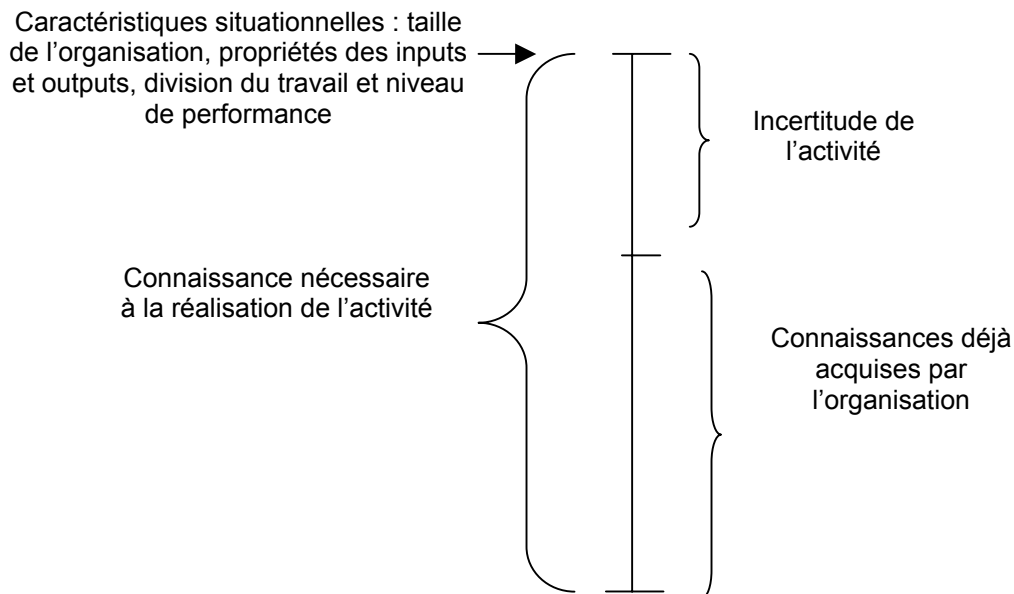 Caractéristiques situationnelles : taille
de l’organisation, propriétés des inputs
et outputs, division du travail et niveau
de performance
Incertitude de
l’activité
Connaissance nécessaire
à la réalisation de l’activité
Connaissances déjà
acquises par
l’organisation